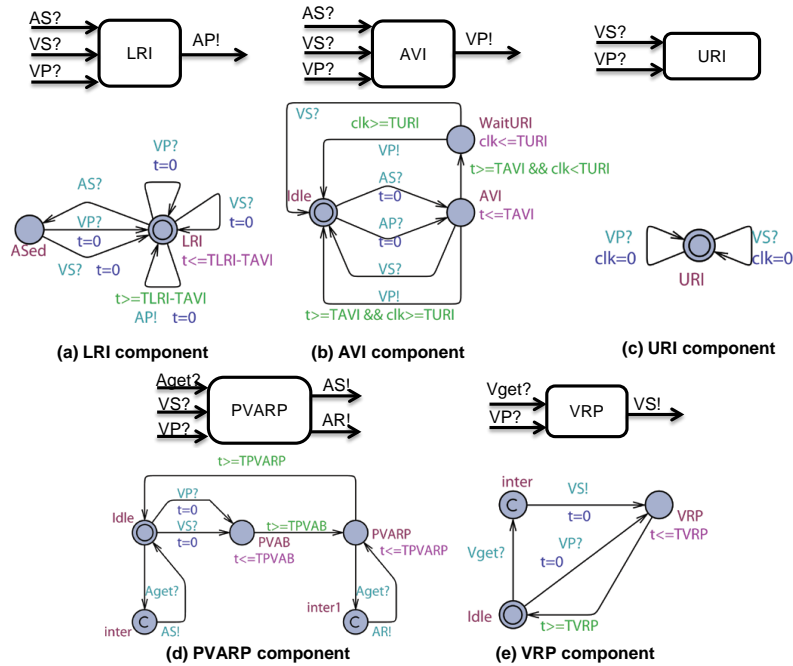 AS?
VS?
VP?
LRI
AP!
AS?
VS?
VP?
AVI
VP!
VS?
VP?
URI
VP?
t=0
AS?
VP?
t=0
VS?
t=0
VS?
t=0
ASed
LRI
t<=TLRI-TAVI
t>=TLRI-TAVI
AP!
t=0
VS?
clk>=TURI
WaitURI
clk<=TURI
VP!
t>=TAVI && clk<TURI
AS?
t=0
Idle
AVI
t<=TAVI
AP?
t=0
VS?
VP!
t>=TAVI && clk>=TURI
VP?
clk=0
VS?
clk=0
URI
(a) LRI component
(b) AVI component
(c) URI component
Aget?
VS?
VP?
PVARP
AS!
AR!
Vget?
VP?
VRP
VS!
t>=TPVARP
VP?
t=0
Idle
VS?
t=0
t>=TPVAB
PVAB
t<=TPVAB
PVARP
t<=TPVARP
Aget?
C
inter
AS!
Aget?
inter1
C
AR!
inter
C
VS!
t=0
VRP
t<=TVRP
Vget?
VP?
t=0
Idle
t>=TVRP
(d) PVARP component
(e) VRP component